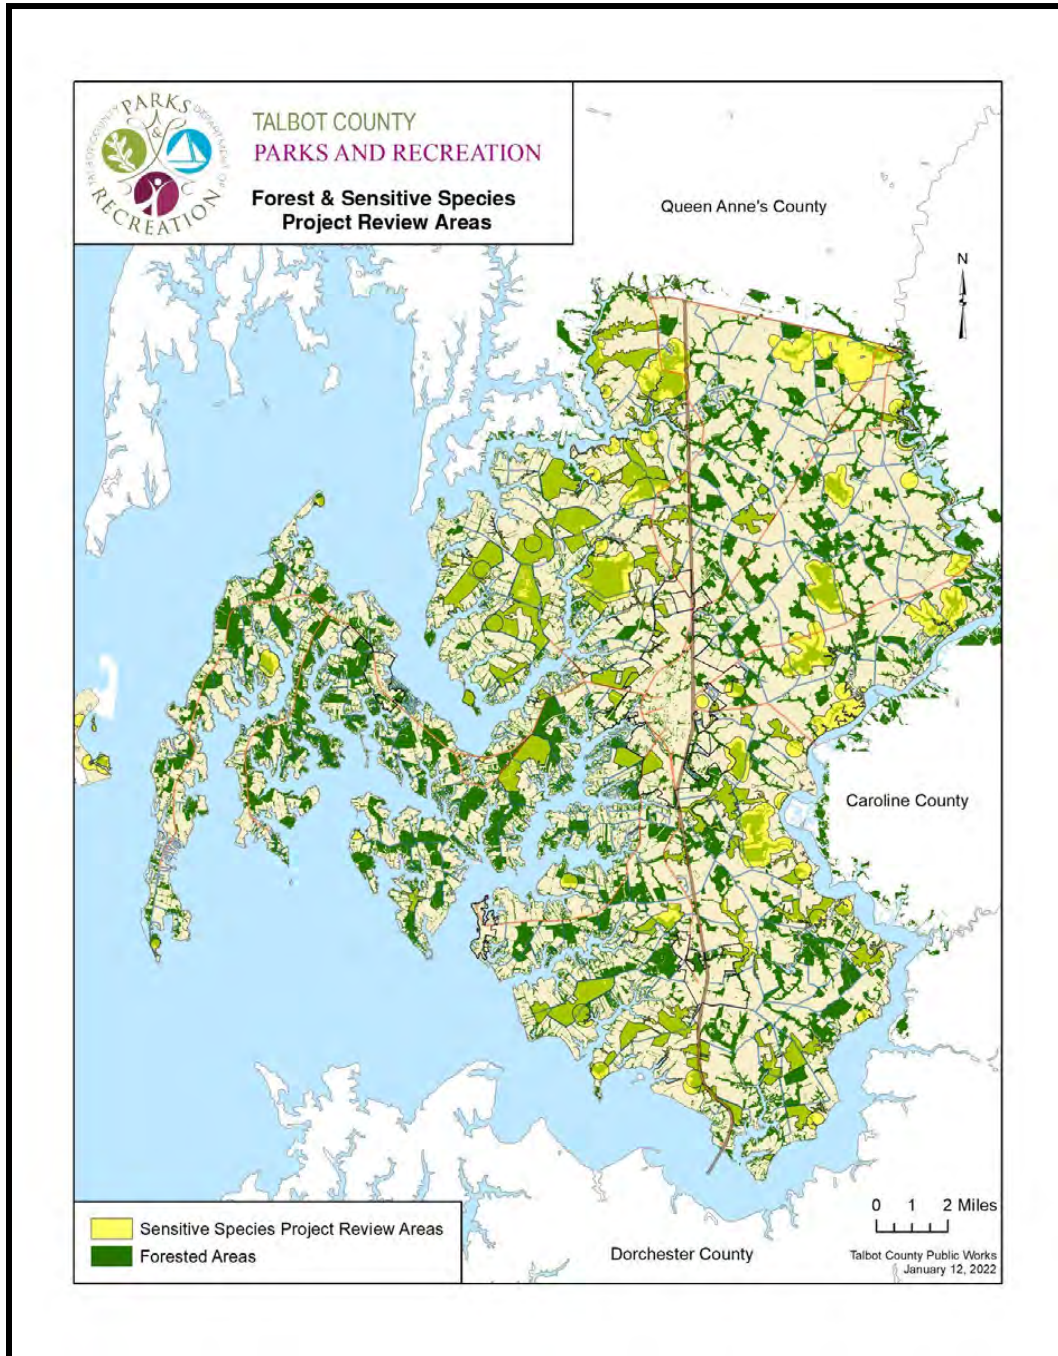 TALBOT COUNTY DEPARTMENT OF
PARKS
&
RECREATION
TALBOT COUNTY
PARKS AND RECREATION
Forest & Sensitive Species
Project Review Areas
Queen Anne's County
N
Caroline County
0 1 2 Miles
Sensitive Species Project Review Areas
Forested Areas
Dorchester County
Talbot County Public Works
January 12, 2022